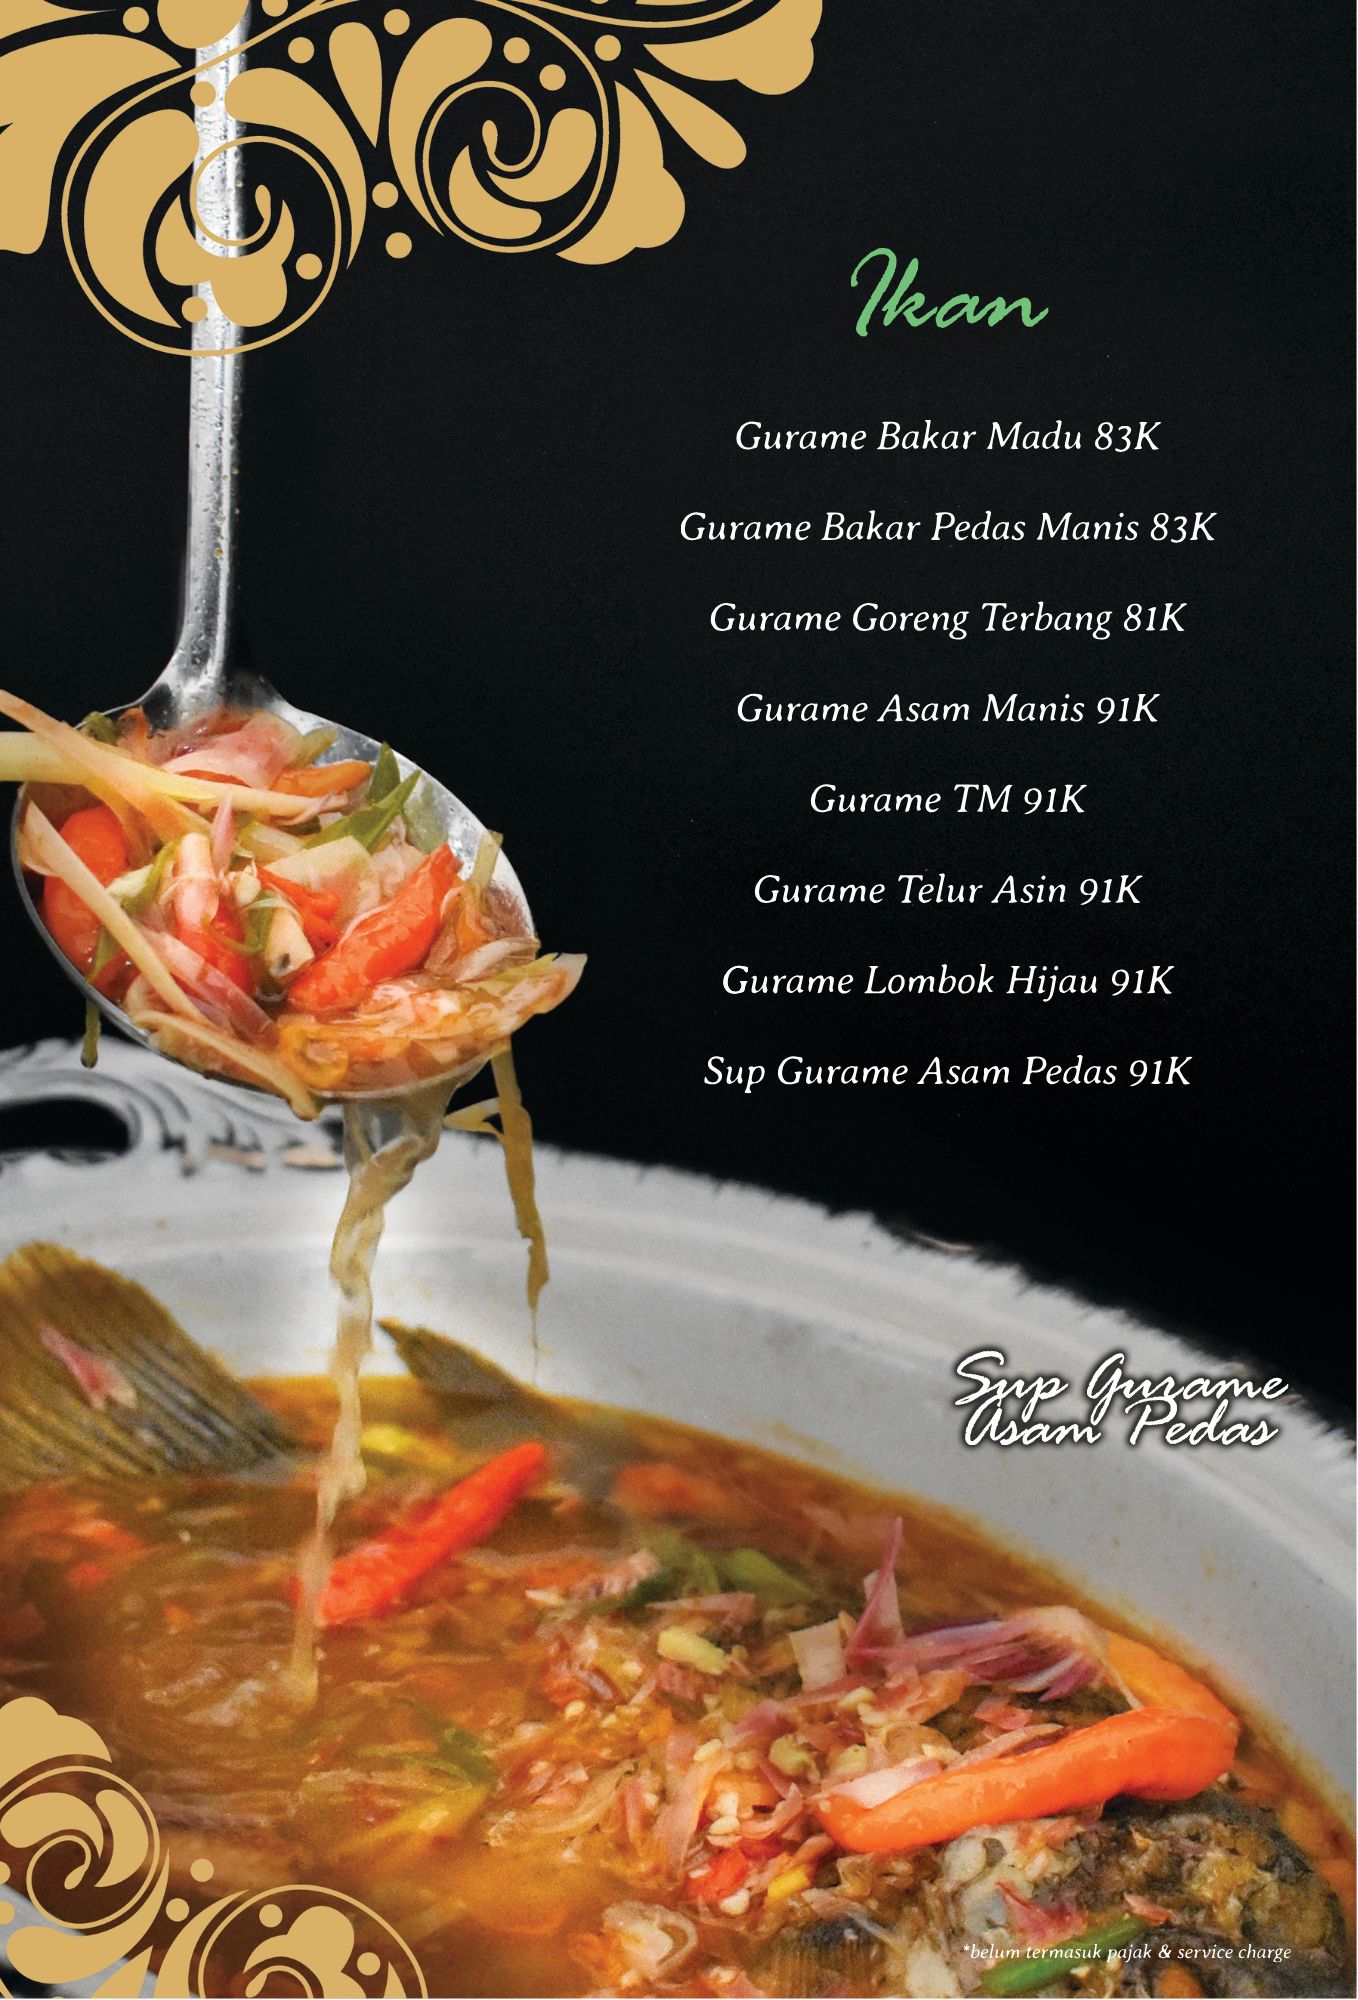 Ikan
Gurame Bakar Madu 83K
Gurame Bakar Pedas Manis 83K
Gurame Goreng Terbang 81K
Gurame Asam Manis 91K
Gurame TM 91K
Gurame Telur Asin 91K
Gurame Lombok Hijau 91K
Sup Gurame Asam Pedas 91K
Sup Gurame
Asam Pedas
*belum termasuk pajak & service charge